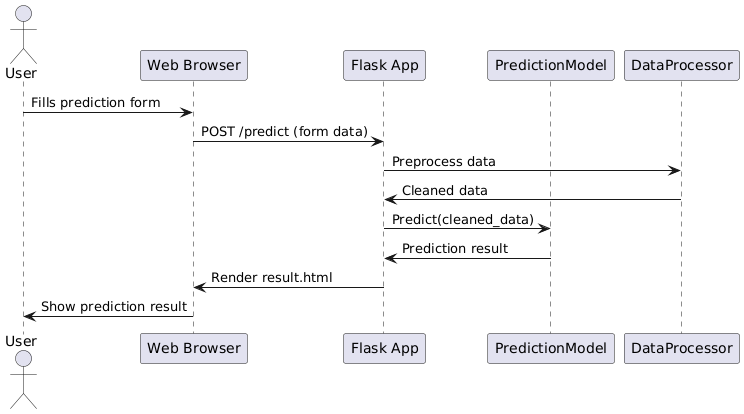 User
Web Browser
Flask App
PredictionModel
DataProcessor
Fills prediction form
POST /predict (form data)
Preprocess data
Cleaned data
Predict(cleaned_data)
Prediction result
Render result.html
Show prediction result
User
Web Browser
Flask App
PredictionModel
DataProcessor